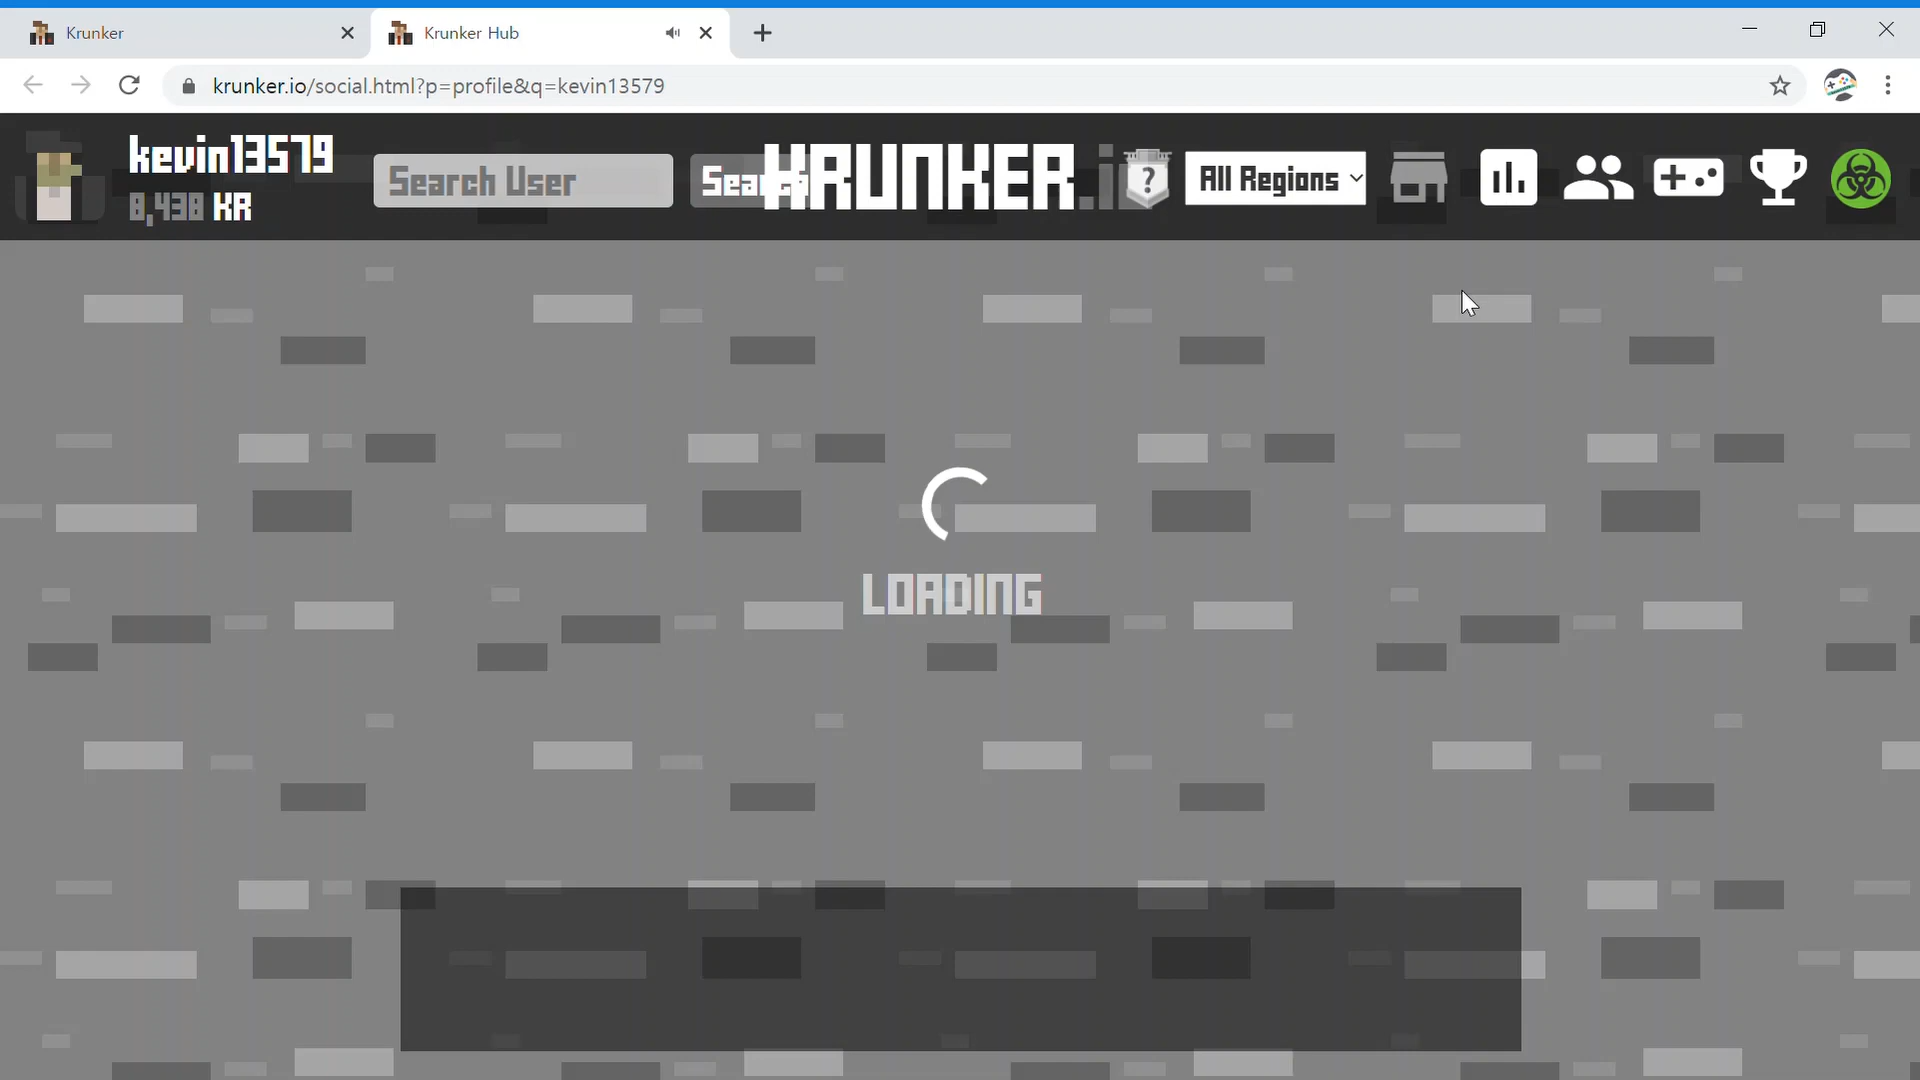 Krunker
Krunker Hub
krunker.io/social.html?p=profile&q=kevin13579
kevin13579
8,438 KR
Search User
Search
KRUNKER.io
?
All Regions
LOADING